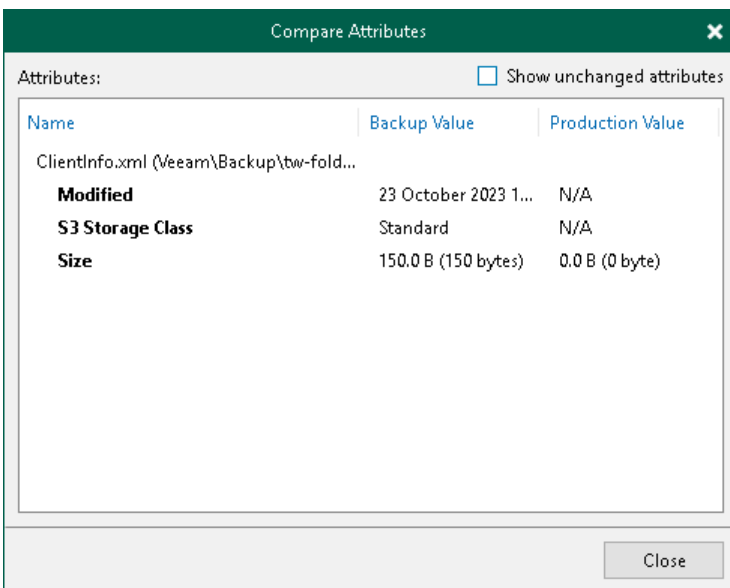 Compare Attributes
Attributes: Show unchanged attributes
Name Backup Value Production Value
ClientInfo.xml (Veeam\Backup\tw-fold...
Modified 23 October 2023 1... N/A
S3 Storage Class Standard N/A
Size 150.0 B (150 bytes) 0.0 B (0 byte)
Close